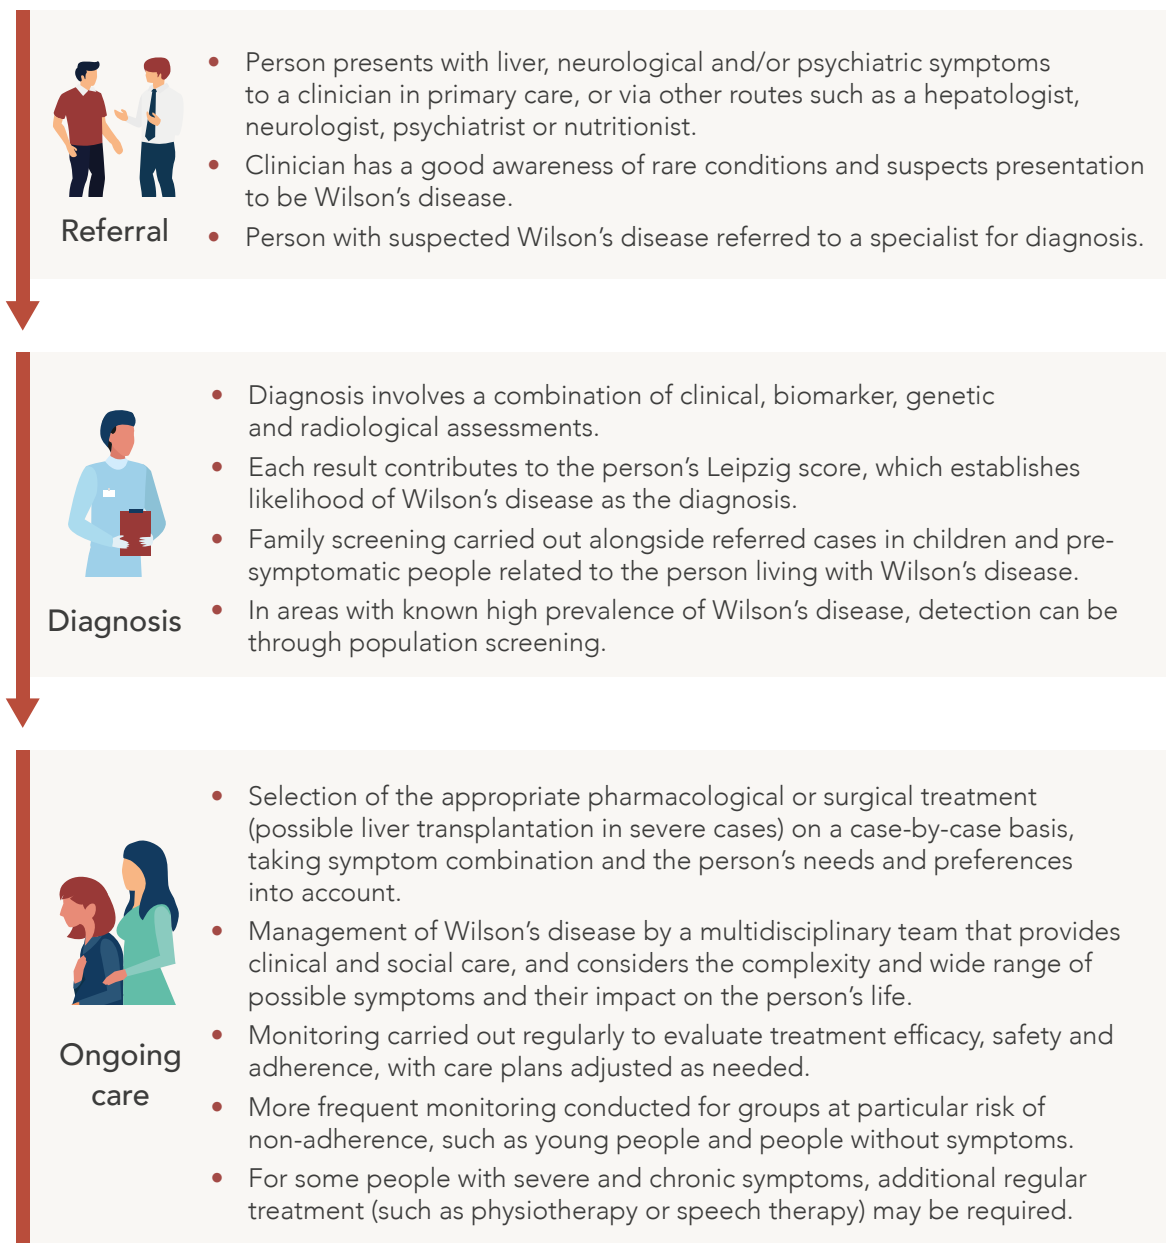 • Person presents with liver, neurological and/or psychiatric symptoms
to a clinician in primary care, or via other routes such as a hepatologist,
neurologist, psychiatrist or nutritionist.
• Clinician has a good awareness of rare conditions and suspects presentation
to be Wilson’s disease.
• Person with suspected Wilson’s disease referred to a specialist for diagnosis.
Referral
• Diagnosis involves a combination of clinical, biomarker, genetic
and radiological assessments.
• Each result contributes to the person’s Leipzig score, which establishes
likelihood of Wilson’s disease as the diagnosis.
• Family screening carried out alongside referred cases in children and pre-
symptomatic people related to the person living with Wilson’s disease.
• In areas with known high prevalence of Wilson’s disease, detection can be
through population screening.
Diagnosis
• Selection of the appropriate pharmacological or surgical treatment
(possible liver transplantation in severe cases) on a case-by-case basis,
taking symptom combination and the person’s needs and preferences
into account.
• Management of Wilson’s disease by a multidisciplinary team that provides
clinical and social care, and considers the complexity and wide range of
possible symptoms and their impact on the person’s life.
• Monitoring carried out regularly to evaluate treatment efficacy, safety and
adherence, with care plans adjusted as needed.
• More frequent monitoring conducted for groups at particular risk of
non-adherence, such as young people and people without symptoms.
• For some people with severe and chronic symptoms, additional regular
treatment (such as physiotherapy or speech therapy) may be required.
Ongoing
care